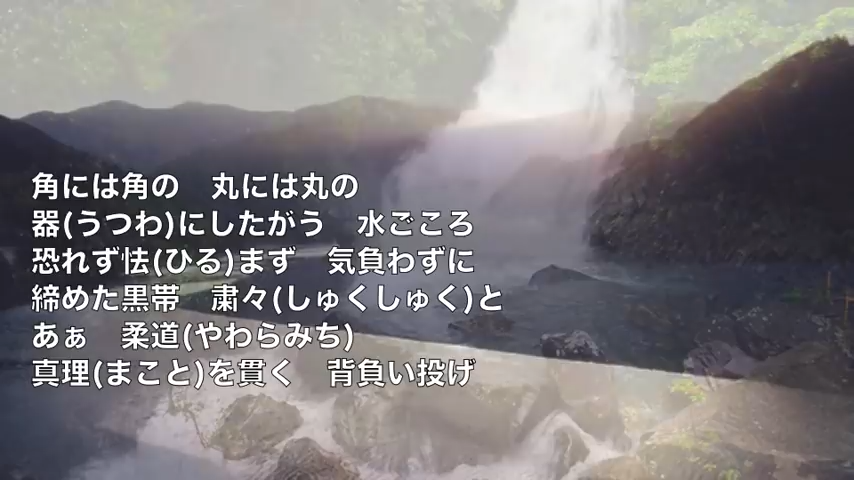 角には角の　丸には丸の
器(うつわ)にしたがう　水ごころ
恐れず怯(ひる)まず　気負わずに
締めた黒帯　粛々(しゅくしゅく)と
あぁ　柔道(やわらみち)
真理(まこと)を貫く　背負い投げ